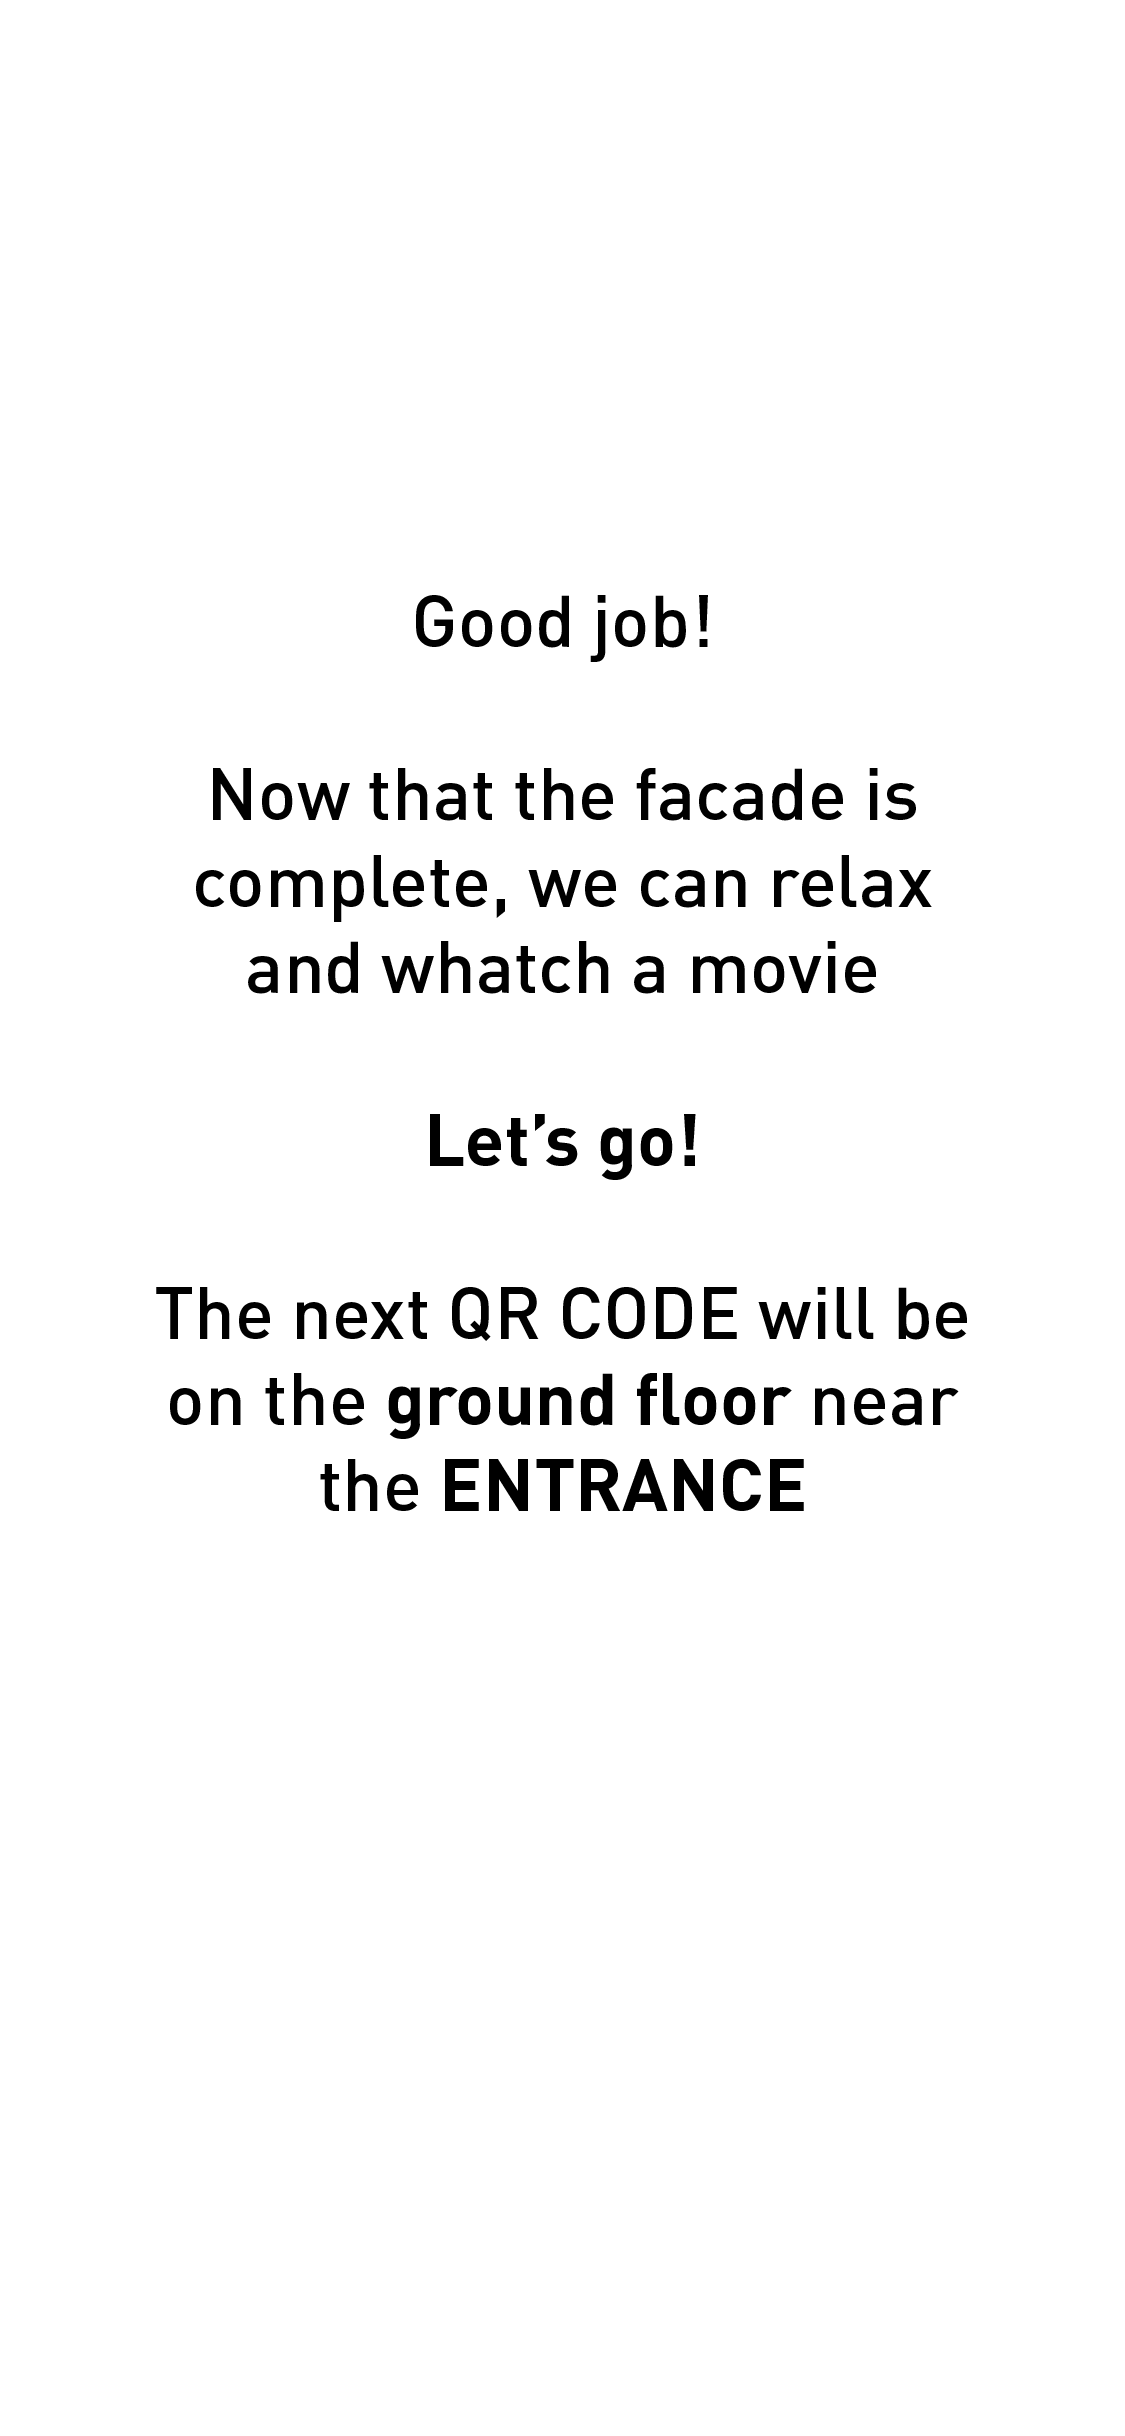 Good job!
Now that the facade is
complete, we can relax
and whatch a movie
Let’s go!
The next QR CODE will be
on the ground floor near
the ENTRANCE